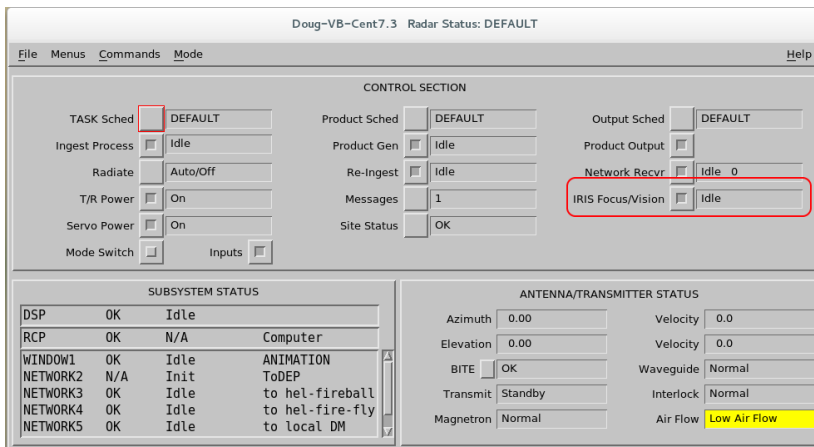 Doug-VB-Cent7.3 Radar Status: DEFAULT
File Menus Commands Mode Help
CONTROL SECTION
TASK Sched DEFAULT Product Sched DEFAULT Output Sched DEFAULT
Ingest Process Idle Product Gen Idle Product Output
Radiate Auto/Off Re-Ingest Idle Network Recvr Idle 0
T/R Power On Messages 1 IRIS Focus/Vision Idle
Servo Power On Site Status OK
Mode Switch Inputs
SUBSYSTEM STATUS
DSP OK Idle
RCP OK N/A Computer
WINDOW1 OK Idle ANIMATION
NETWORK2 N/A Init ToDEP
NETWORK3 OK Idle to hel-fireball
NETWORK4 OK Idle to hel-fire-fly
NETWORK5 OK Idle to local DM
ANTENNA/TRANSMITTER STATUS
Azimuth 0.00 Velocity 0.0
Elevation 0.00 Velocity 0.0
BITE OK Waveguide Normal
Transmit Standby Interlock Normal
Magnetron Normal Air Flow Low Air Flow